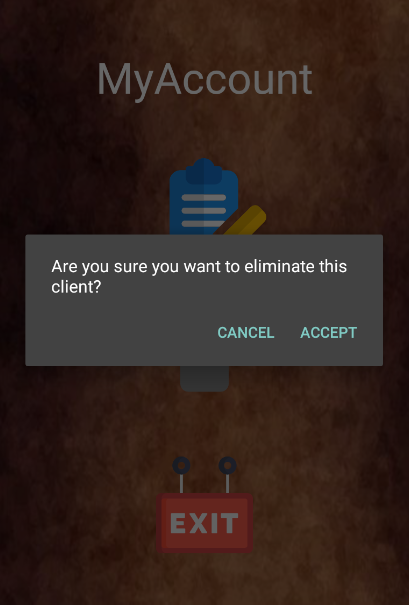 MyAccount
Are you sure you want to eliminate this
client?
CANCEL ACCEPT
EXIT